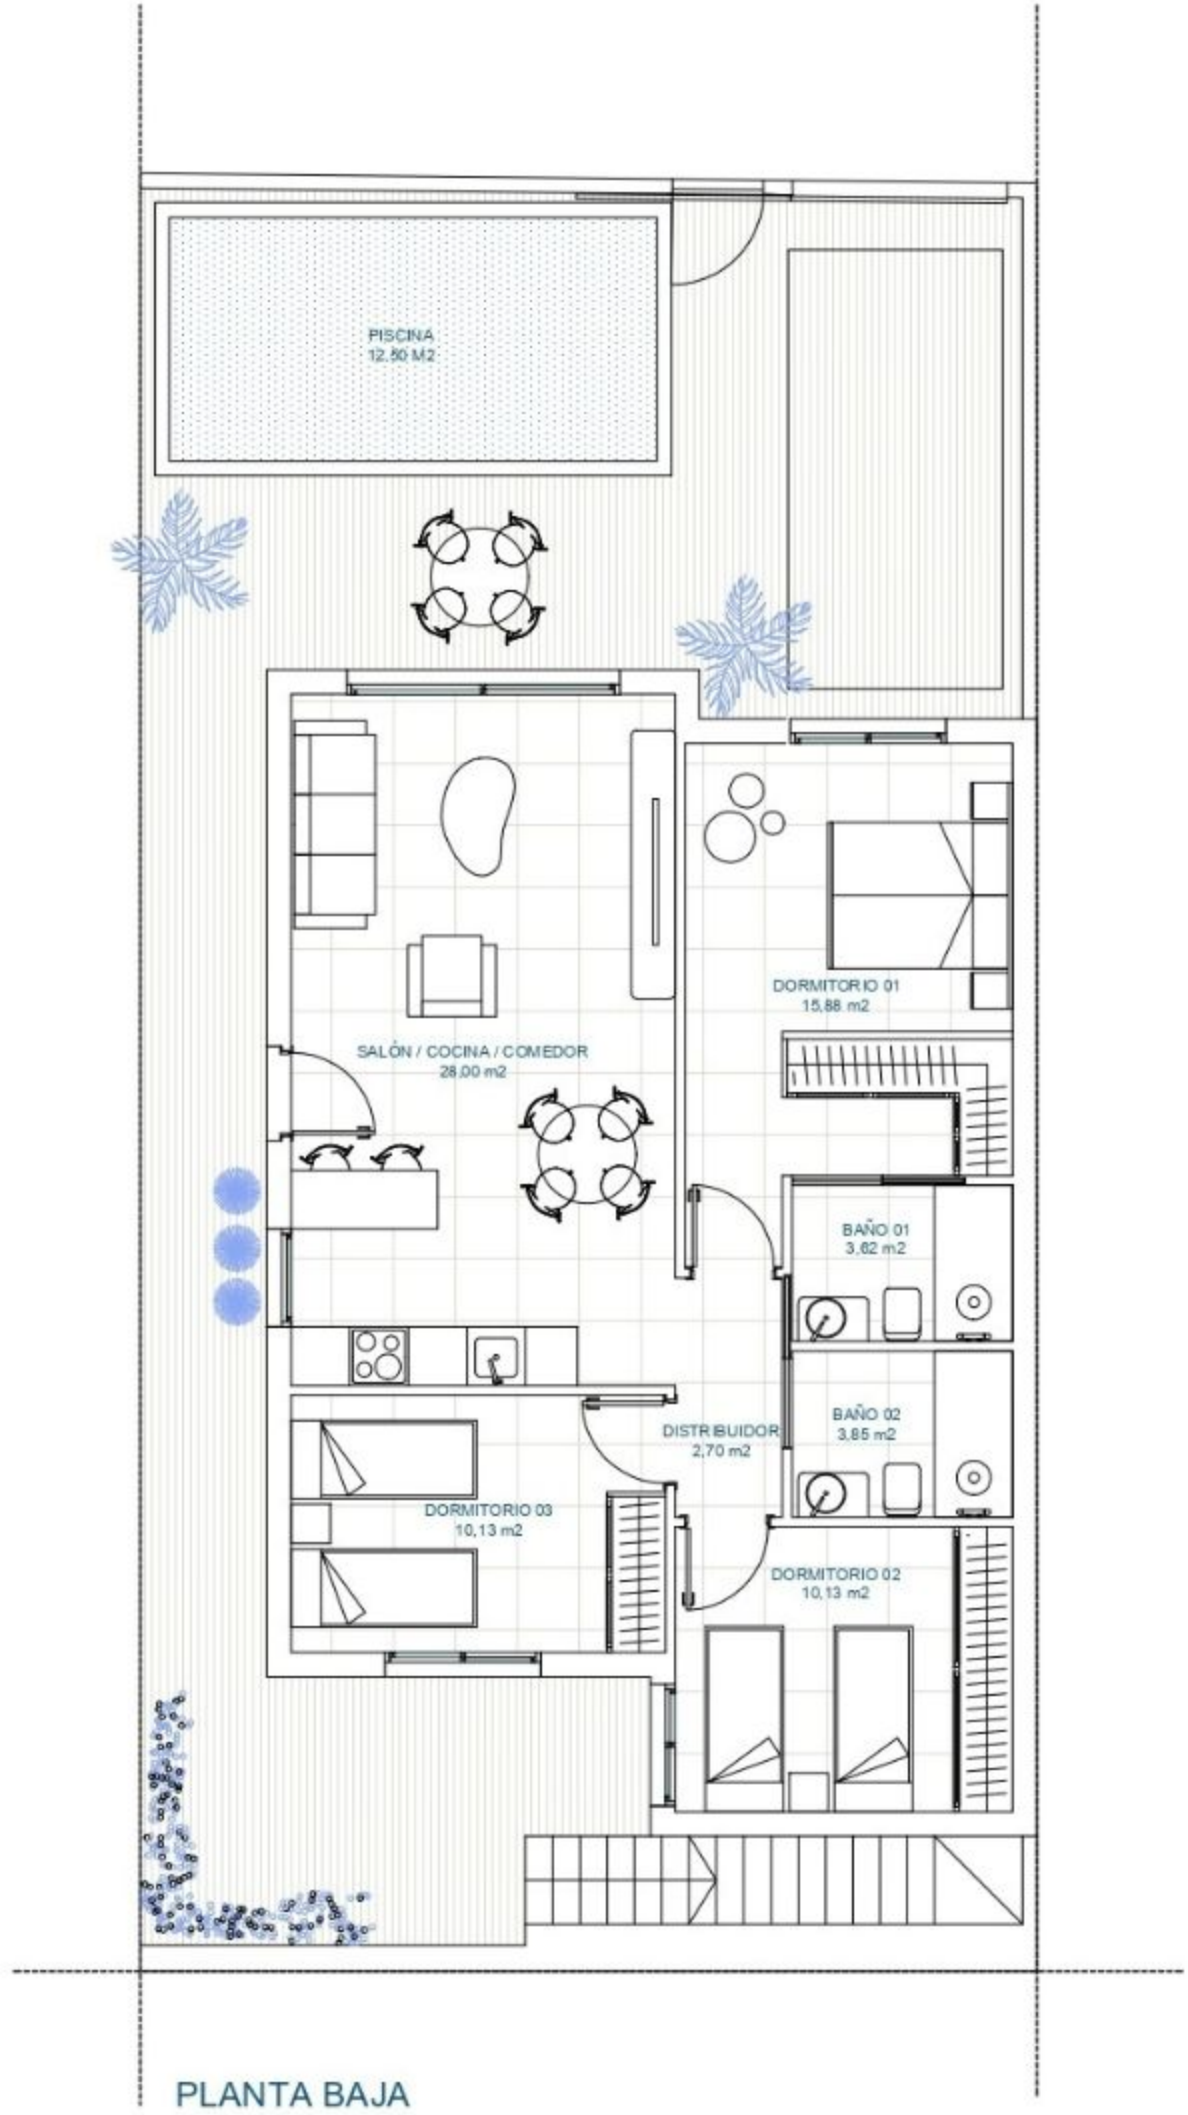 PISCINA
12,50 M2
DORMITORIO 01
15,88 m2
SALÓN / COCINA / COMEDOR
28,00 m2
BAÑO 01
3,62 m2
BAÑO 02
3,85 m2
DISTRIBUIDOR
2,70 m2
DORMITORIO 03
10,13 m2
DORMITORIO 02
10,13 m2
PLANTA BAJA